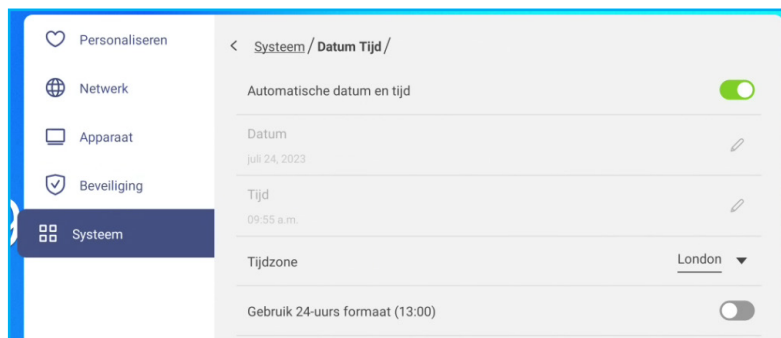 Personaliseren
Netwerk
Apparaat
Beveiliging
Systeem
< Systeem / Datum Tijd /
Automatische datum en tijd
Datum
juli 24, 2023
Tijd
09:55 a.m.
Tijdzone London
Gebruik 24-uurs formaat (13:00)